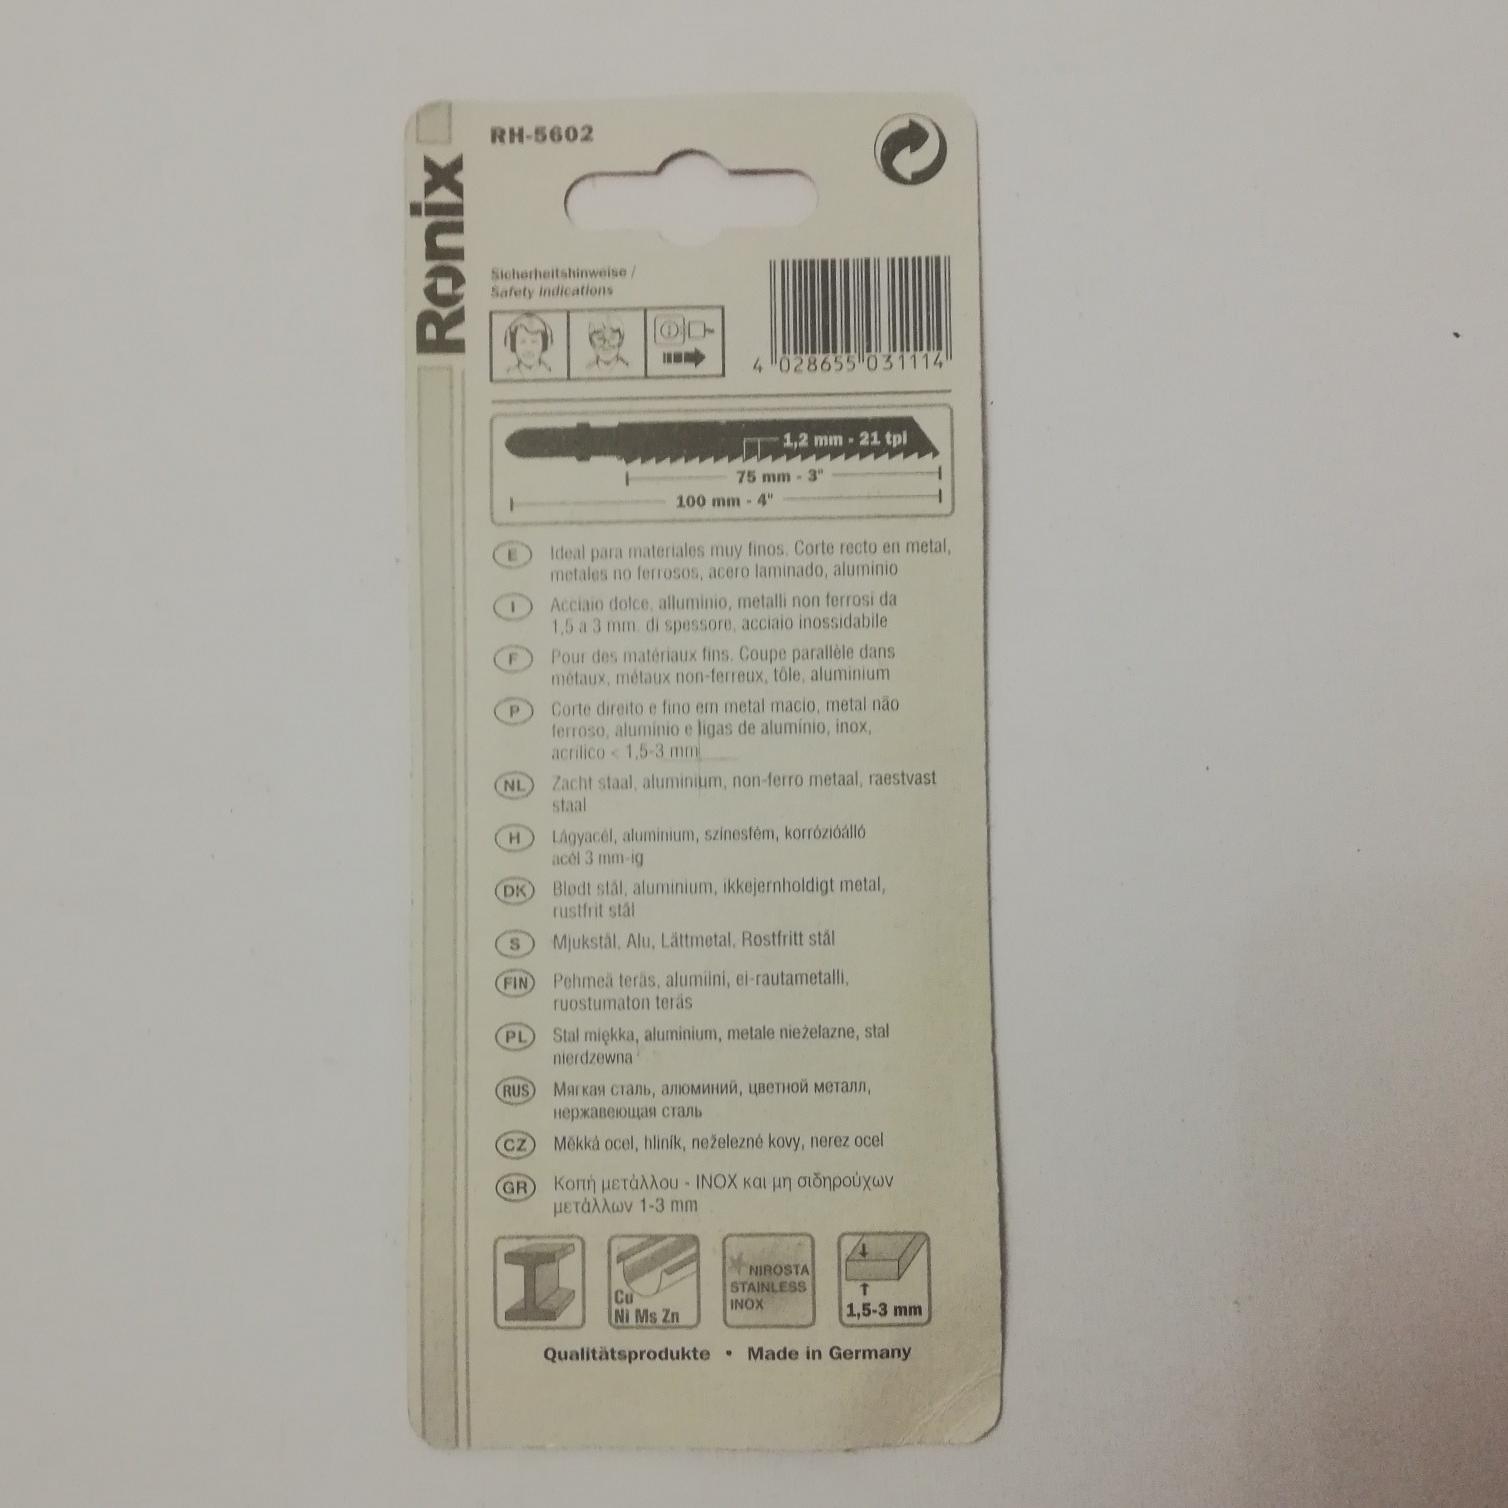 RH-5602
Ronix
Sicherheitshinweise /
Safety indications
4 028655 031114
1,2 mm - 21 tpi
75 mm - 3"
100 mm - 4"
E Ideal para materiales muy finos. Corte recto en metal,
metales no ferrosos, acero laminado, aluminio
I Acciaio dolce, alluminio, metalli non ferrosi da
1,5 a 3 mm. di spessore, acciaio inossidabile
F Pour des matériaux fins. Coupe parallèle dans
métaux, métaux non-ferreux, tôle, aluminium
P Corte direito e fino em metal macio, metal não
ferroso, alumínio e ligas de alumínio, inox,
acrílico < 1,5-3 mm
NL Zacht staal, aluminium, non-ferro metaal, raestvast
staal
H Lágyacél, aluminium, színesfém, korrózióálló
acél 3 mm-ig
DK Blødt stål, aluminium, ikkejernholdigt metal,
rustfrit stål
S Mjukstål, Alu, Lättmetal, Rostfritt stål
FIN Pehmeä teräs, alumiini, ei-rautametalli,
ruostumaton teräs
PL Stal miękka, aluminium, metale nieżelazne, stal
nierdzewna
RUS Мягкая сталь, алюминий, цветной металл,
нержавеющая сталь
CZ Měkká ocel, hliník, neželezné kovy, nerez ocel
GR Κοπή μετάλλου - INOX και μη σιδηρούχων
μετάλλων 1-3 mm
Cu
Ni Ms Zn
NIROSTA
STAINLESS
INOX
1,5-3 mm
Qualitätsprodukte • Made in Germany